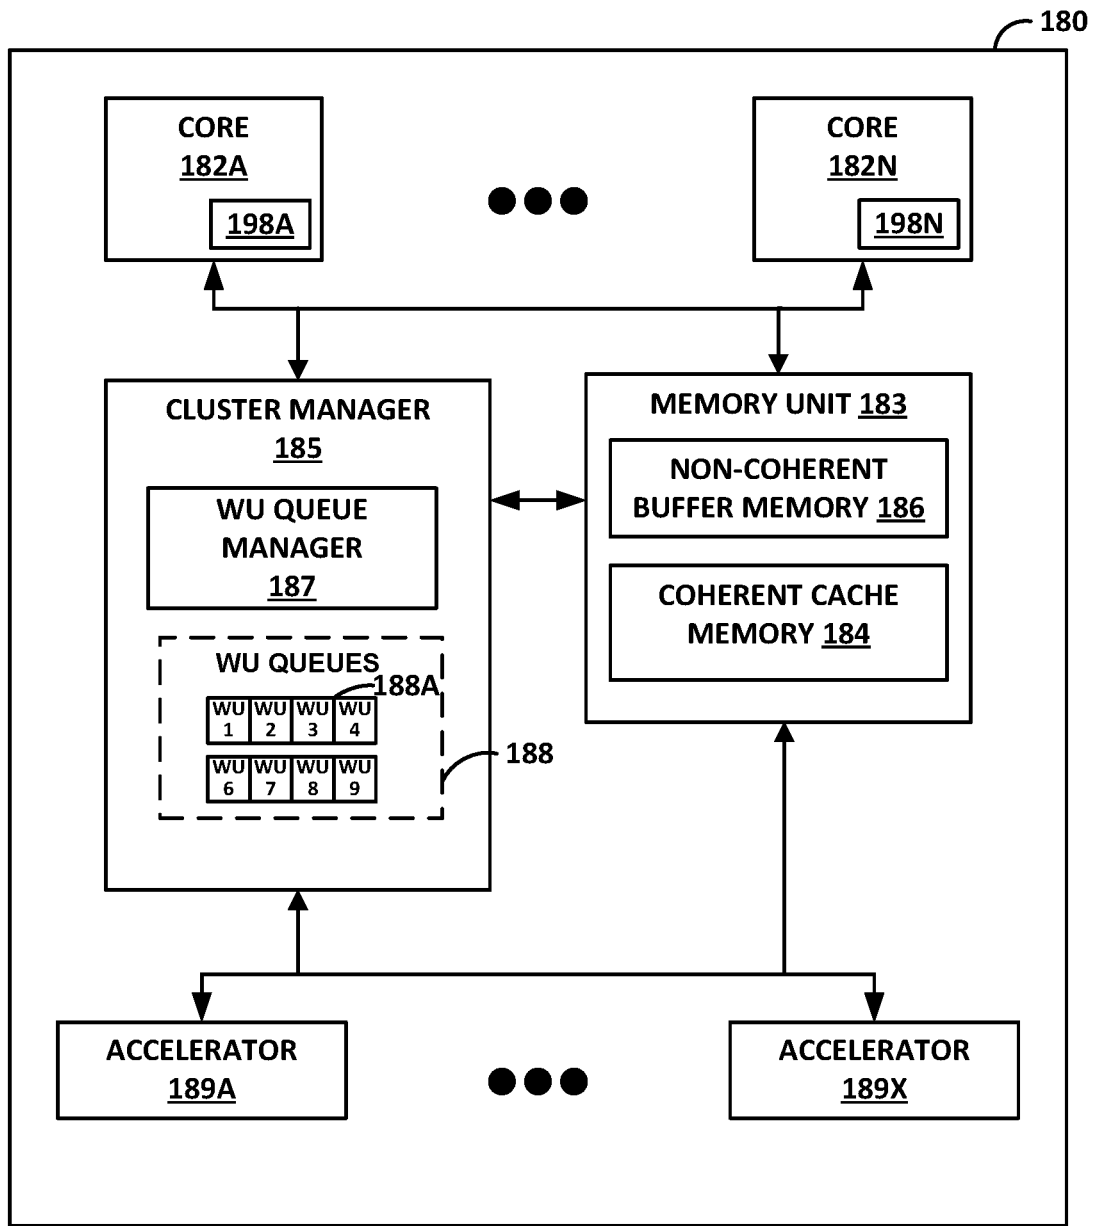 180
CORE
182A
198A
CORE
182N
198N
CLUSTER MANAGER
185
WU QUEUE
MANAGER
187
WU QUEUES
188A
WU WU WU WU
1 2 3 4
WU WU WU WU
6 7 8 9
188
MEMORY UNIT 183
NON-COHERENT
BUFFER MEMORY 186
COHERENT CACHE
MEMORY 184
ACCELERATOR
189A
ACCELERATOR
189X